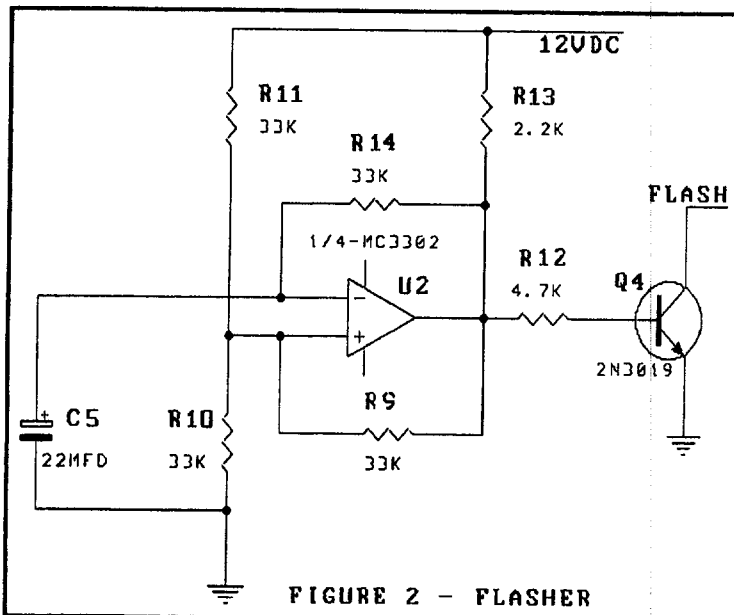 12VDC
R11
33K
R13
2.2K
R14
33K
FLASH
1/4-MC3302
U2
R12
4.7K
Q4
-
+
2N3019
R9
33K
+
C5
22MFD
R10
33K
FIGURE 2 - FLASHER